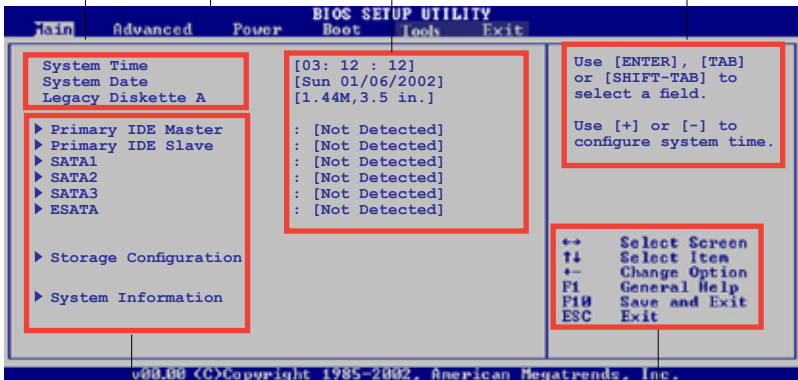 BIOS SETUP UTILITY
Main Advanced Power Boot Tools Exit
System Time [03: 12 : 12]
System Date [Sun 01/06/2002]
Legacy Diskette A [1.44M,3.5 in.]
Primary IDE Master : [Not Detected]
Primary IDE Slave : [Not Detected]
SATA1 : [Not Detected]
SATA2 : [Not Detected]
SATA3 : [Not Detected]
ESATA : [Not Detected]
Storage Configuration
System Information
Use [ENTER], [TAB]
or [SHIFT-TAB] to
select a field.
Use [+] or [-] to
configure system time.
↔ Select Screen
↑↓ Select Item
+- Change Option
F1 General Help
F10 Save and Exit
ESC Exit
v00.00 (C)Copyright 1985-2002, American Megatrends, Inc.